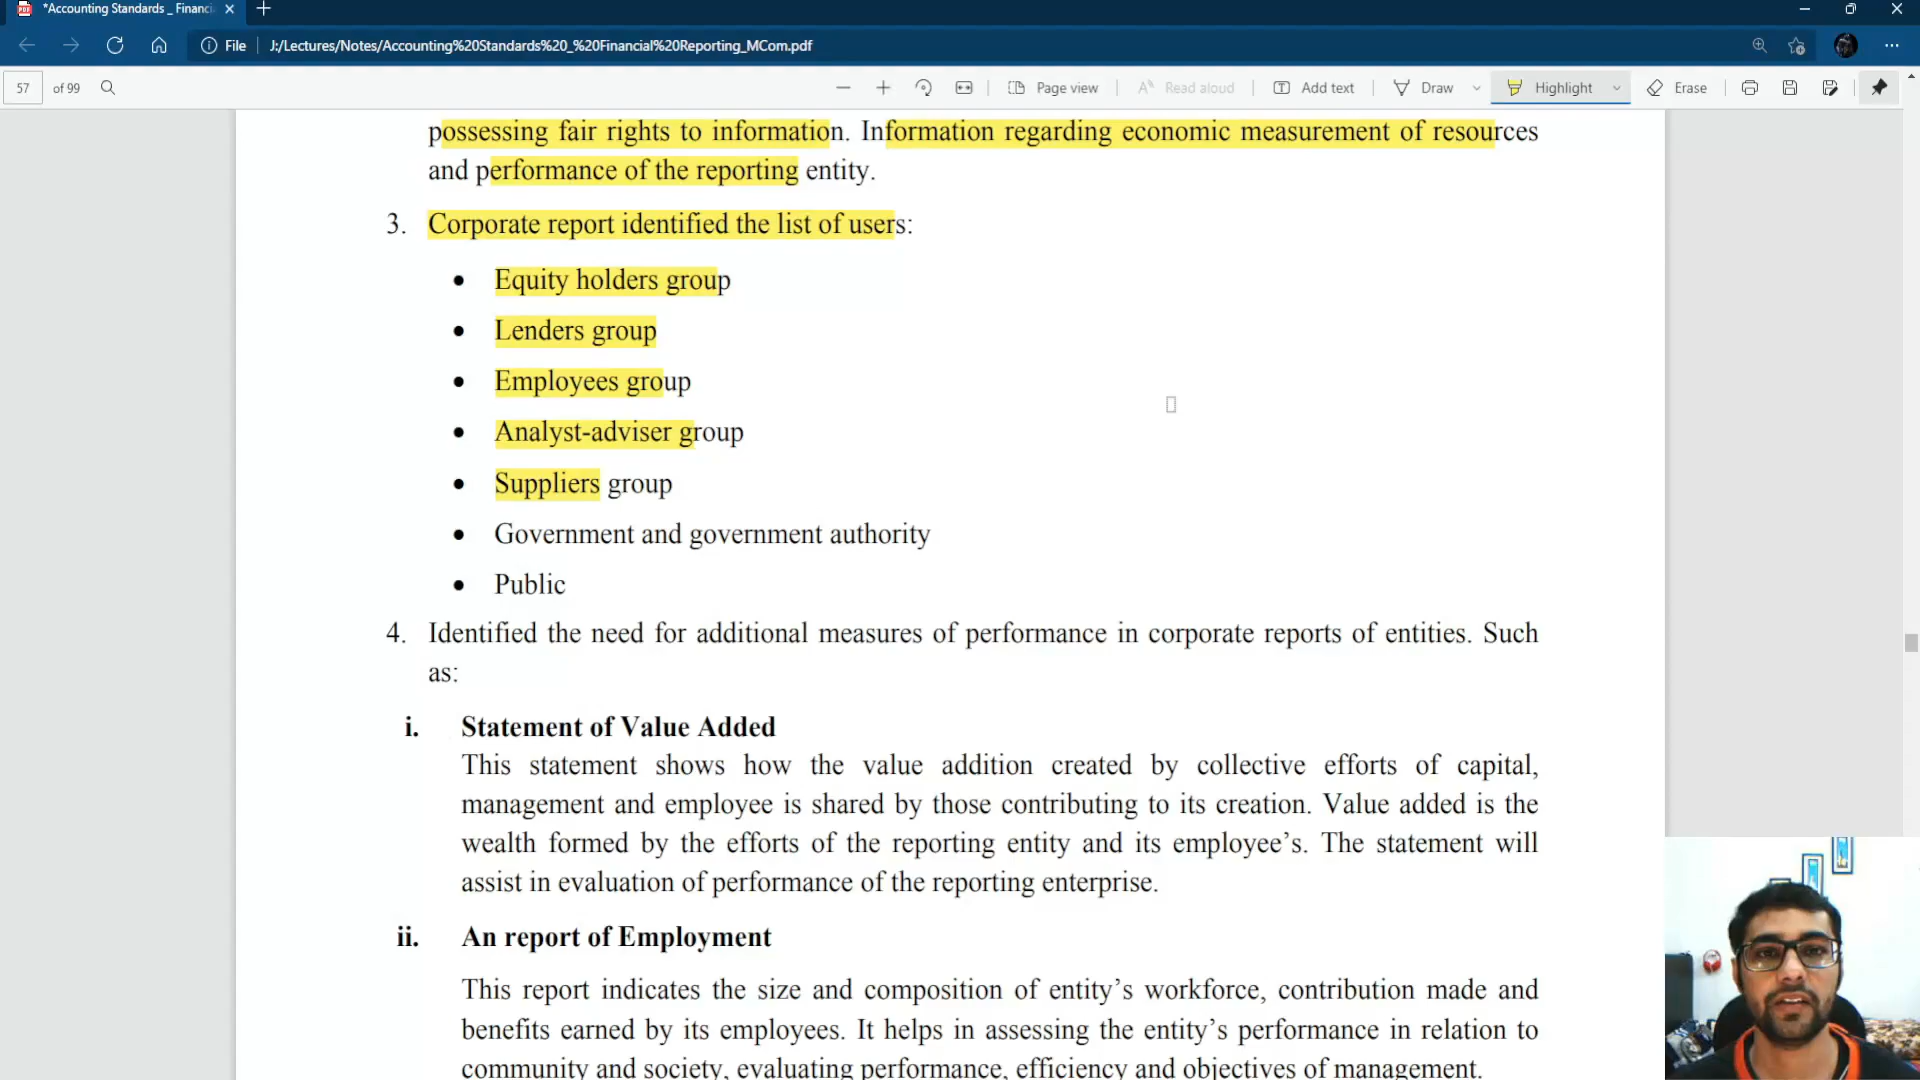 *Accounting Standards _ Financi
File
J:/Lectures/Notes/Accounting%20Standards%20_%20Financial%20Reporting_MCom.pdf
57 of 99
Page view
Read aloud
Add text
Draw
Highlight
Erase
possessing fair rights to information. Information regarding economic measurement of resources
and performance of the reporting entity.
3. Corporate report identified the list of users:
• Equity holders group
• Lenders group
• Employees group
• Analyst-adviser group
• Suppliers group
• Government and government authority
• Public
4. Identified the need for additional measures of performance in corporate reports of entities. Such
as:
i. Statement of Value Added
This statement shows how the value addition created by collective efforts of capital,
management and employee is shared by those contributing to its creation. Value added is the
wealth formed by the efforts of the reporting entity and its employee’s. The statement will
assist in evaluation of performance of the reporting enterprise.
ii. An report of Employment
This report indicates the size and composition of entity’s workforce, contribution made and
benefits earned by its employees. It helps in assessing the entity’s performance in relation to
community and society, evaluating performance, efficiency and objectives of management.